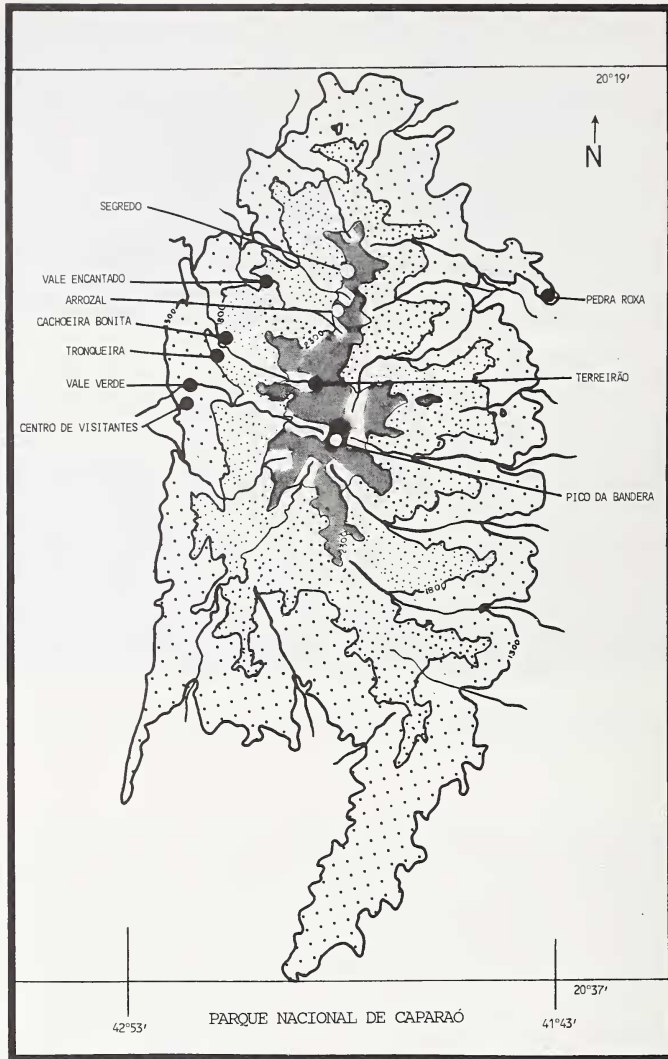 20°19'
N
SEGREDO
VALE ENCANTADO
ARROZAL
PEDRA ROXA
CACHOEIRA BONITA
TRONQUEIRA
VALE VERDE
TERREIRÃO
CENTRO DE VISITANTES
PICO DA BANDERA
1800
1300
20°37'
PARQUE NACIONAL DE CAPARAÓ
42°53'
41°43'